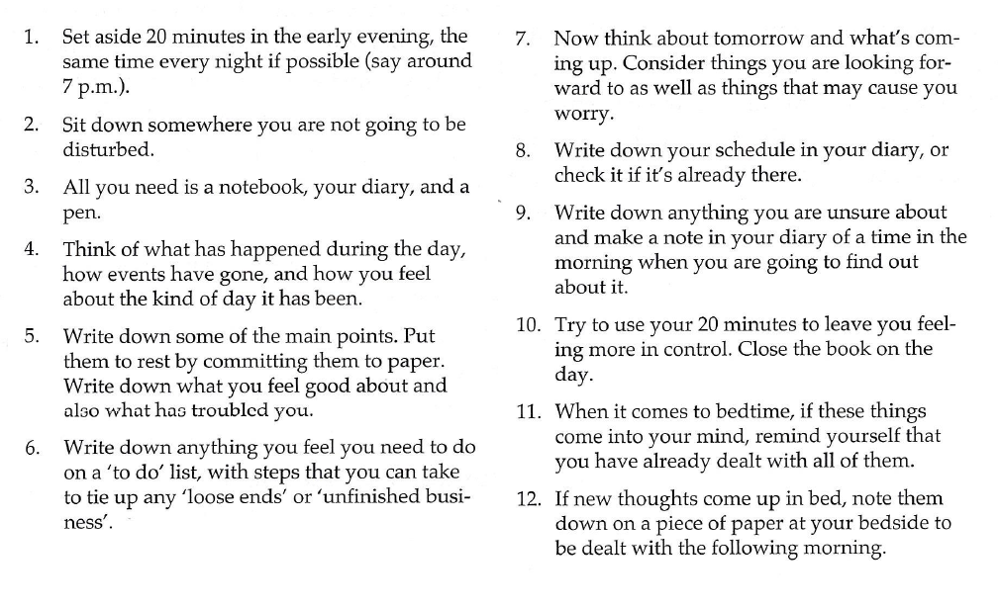 1. Set aside 20 minutes in the early evening, the
same time every night if possible (say around
7 p.m.).
2. Sit down somewhere you are not going to be
disturbed.
3. All you need is a notebook, your diary, and a
pen.
4. Think of what has happened during the day,
how events have gone, and how you feel
about the kind of day it has been.
5. Write down some of the main points. Put
them to rest by committing them to paper.
Write down what you feel good about and
also what has troubled you.
6. Write down anything you feel you need to do
on a ‘to do’ list, with steps that you can take
to tie up any ‘loose ends’ or ‘unfinished busi-
ness’.
7. Now think about tomorrow and what’s com-
ing up. Consider things you are looking for-
ward to as well as things that may cause you
worry.
8. Write down your schedule in your diary, or
check it if it’s already there.
9. Write down anything you are unsure about
and make a note in your diary of a time in the
morning when you are going to find out
about it.
10. Try to use your 20 minutes to leave you feel-
ing more in control. Close the book on the
day.
11. When it comes to bedtime, if these things
come into your mind, remind yourself that
you have already dealt with all of them.
12. If new thoughts come up in bed, note them
down on a piece of paper at your bedside to
be dealt with the following morning.